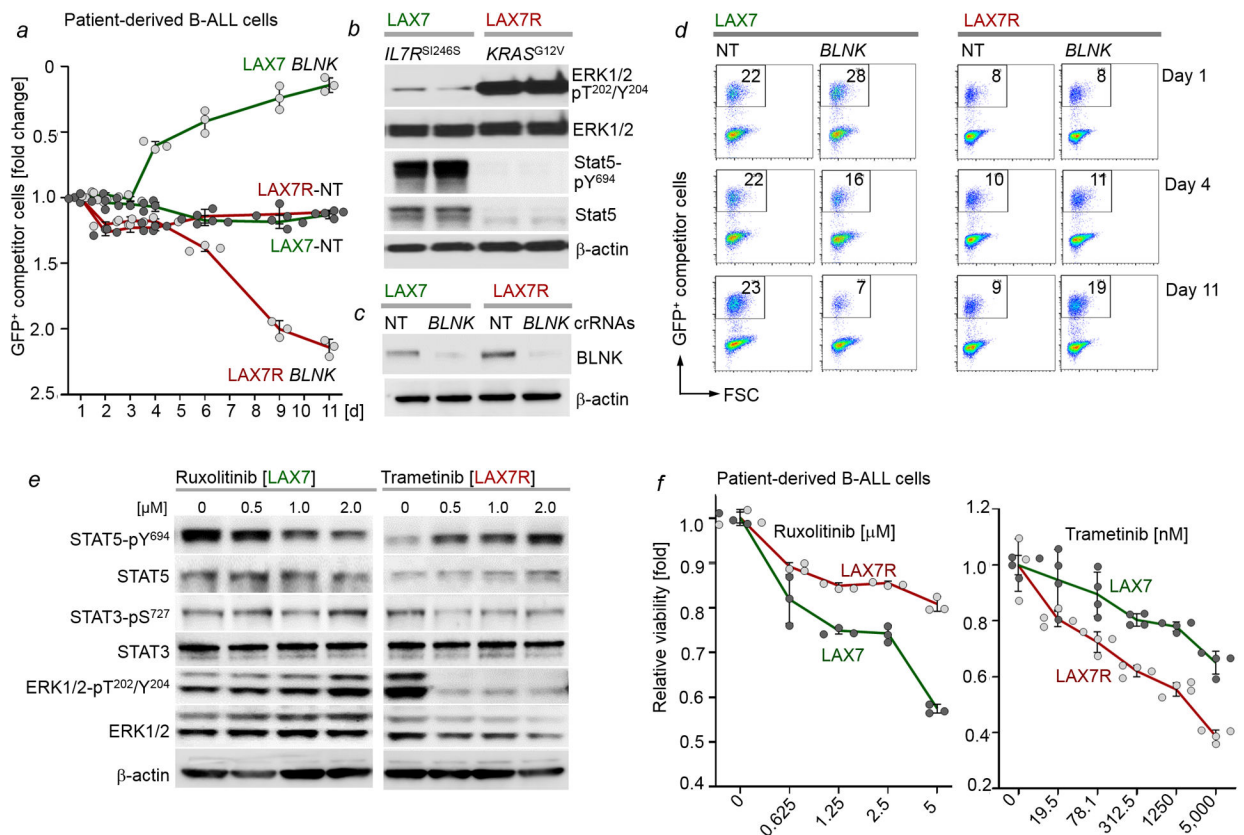 a Patient-derived B-ALL cells
GFP⁺ competitor cells [fold change]
0
0.5
1.0
1.5
2.0
2.5
LAX7 BLNK
LAX7R-NT
LAX7-NT
LAX7R BLNK
1 2 3 4 5 6 7 8 9 10 11 [d]
b
LAX7 LAX7R
IL7R^SI246S KRAS^G12V
ERK1/2
pT²⁰²/Y²⁰⁴
ERK1/2
Stat5-
pY⁶⁹⁴
Stat5
β-actin
c
LAX7 LAX7R
NT BLNK NT BLNK crRNAs
BLNK
β-actin
d
LAX7 LAX7R
NT BLNK NT BLNK
22 28 8 8 Day 1
22 16 10 11 Day 4
23 7 9 19 Day 11
GFP⁺ competitor cells
FSC
e
Ruxolitinib [LAX7] Trametinib [LAX7R]
[μM] 0 0.5 1.0 2.0 0 0.5 1.0 2.0
STAT5-pY⁶⁹⁴
STAT5
STAT3-pS⁷²⁷
STAT3
ERK1/2-pT²⁰²/Y²⁰⁴
ERK1/2
β-actin
f Patient-derived B-ALL cells
Relative viability [fold]
1.0
0.9
0.8
0.7
0.6
0.5
0.4
Ruxolitinib [μM]
LAX7R
LAX7
0 0.625 1.25 2.5 5
1.2
1.0
0.8
0.6
0.4
0.2
Trametinib [nM]
LAX7
LAX7R
0 19.5 78.1 312.5 1250 5,000